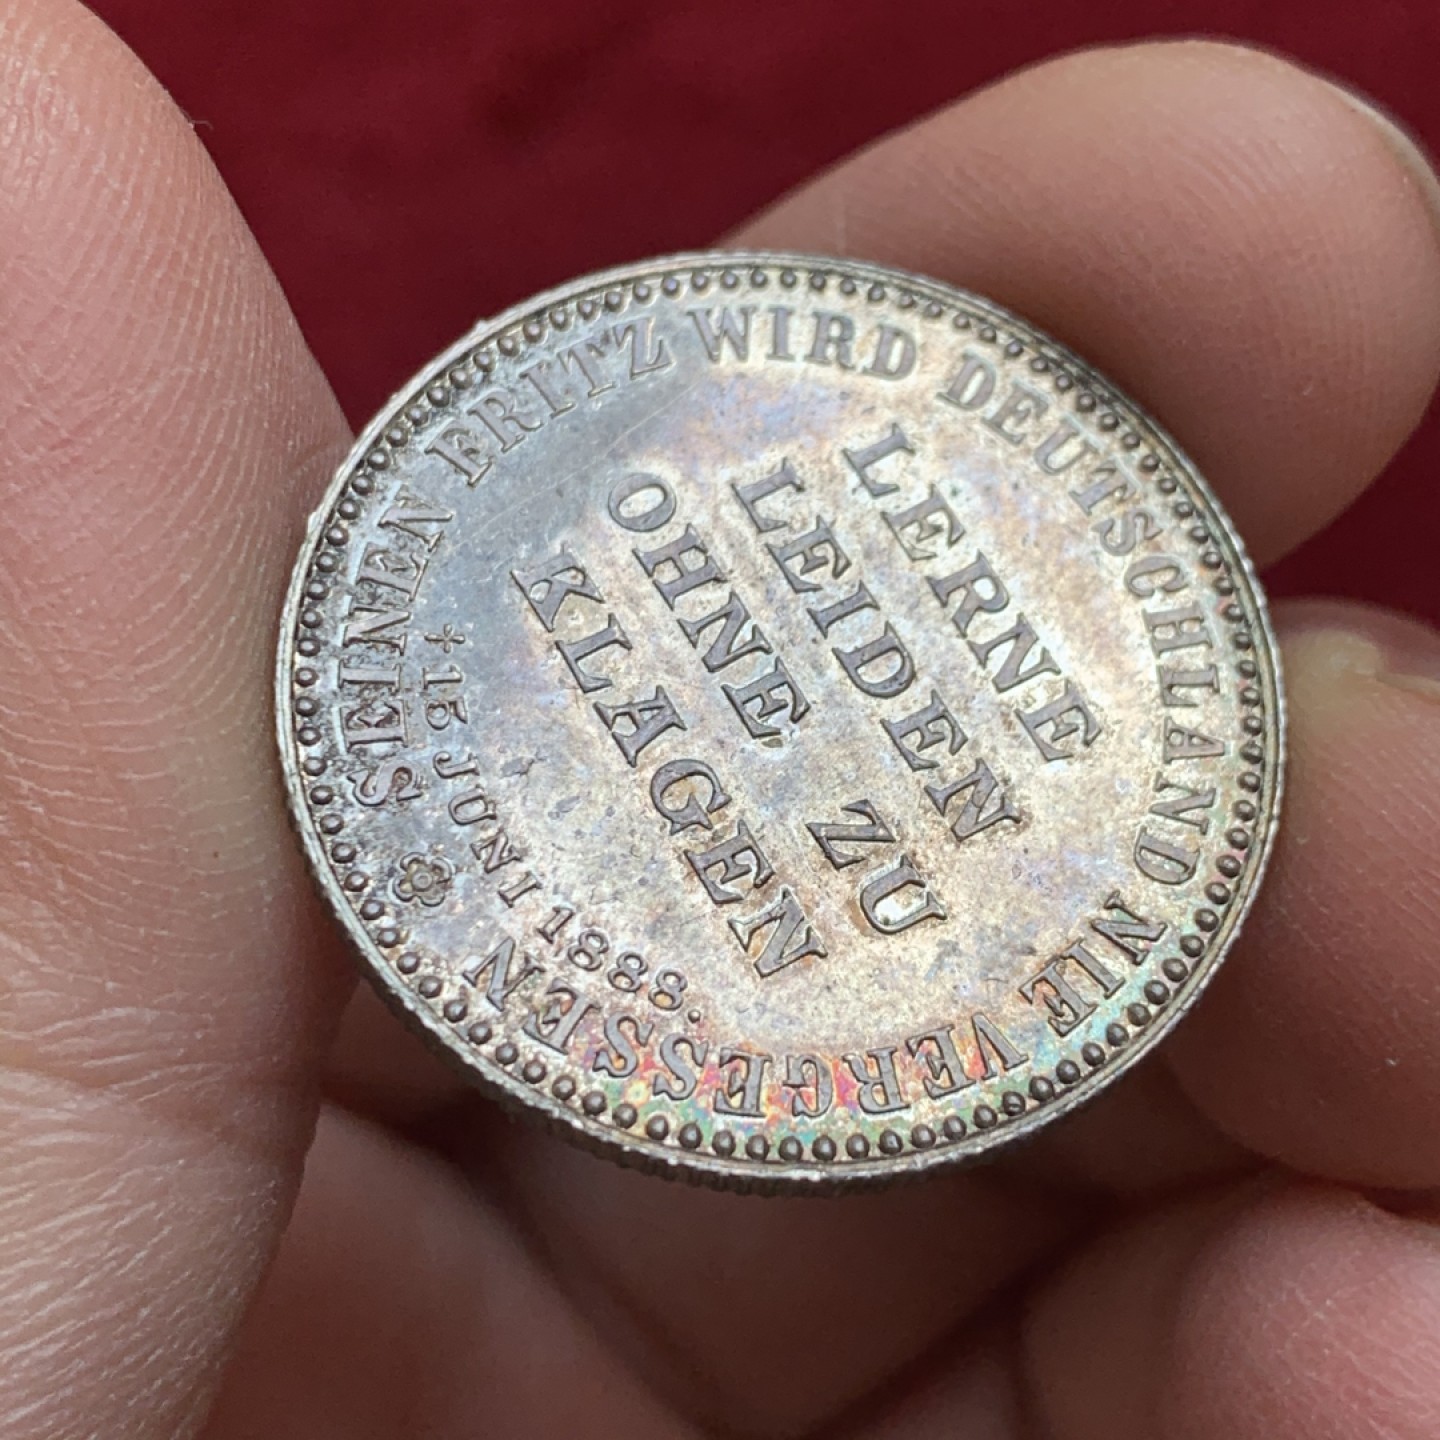 SEINEN FRITZ WIRD DEUTSCHLAND NIE VERGESSEN
LERNE
LEIDEN
OHNE ZU
KLAGEN
†15 JUNI 1888.